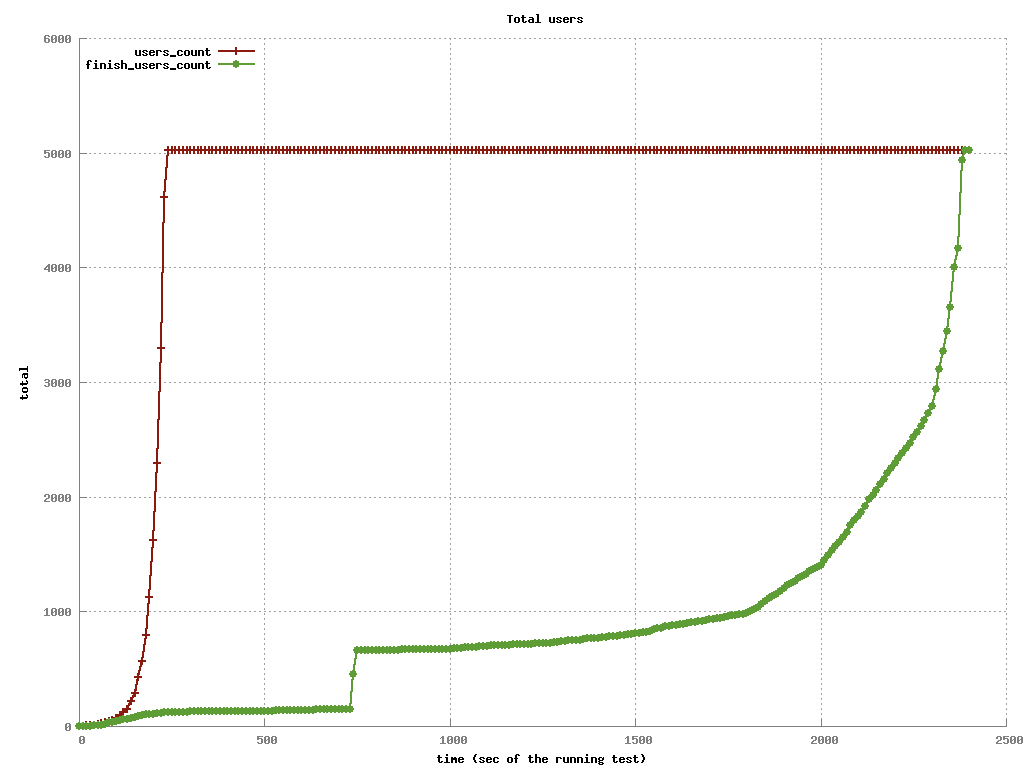 Total users
users_count
finish_users_count
6000
5000
4000
3000
2000
1000
0
total
0 500 1000 1500 2000 2500
time (sec of the running test)